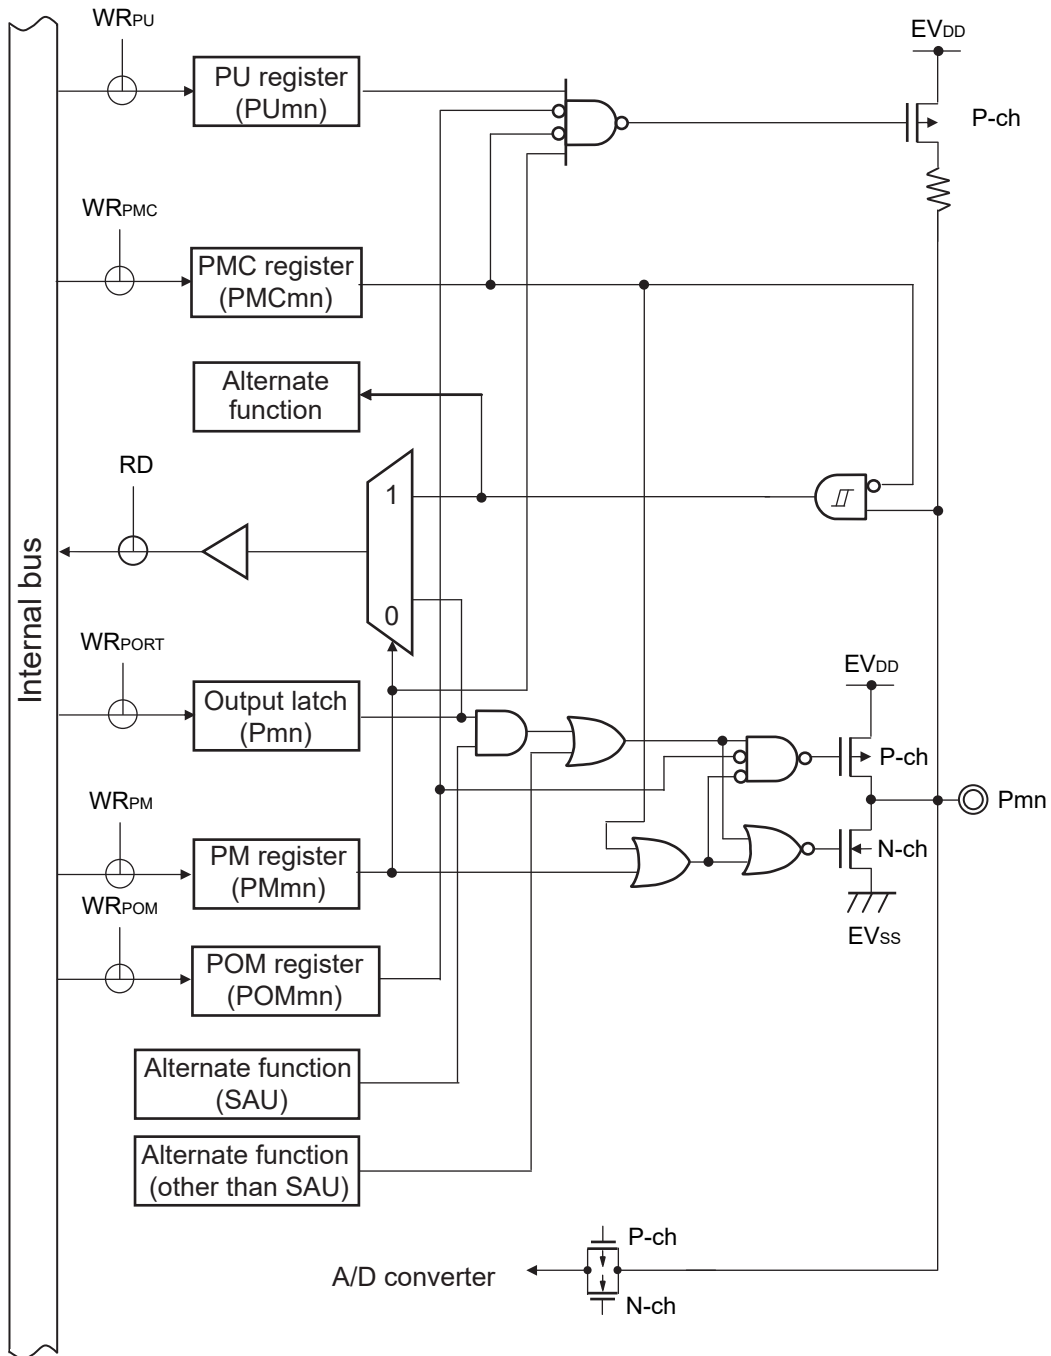 WRPU
EVDD
PU register
(PUmn)
P-ch
WRPMC
PMC register
(PMCmn)
Alternate
function
RD
1
0
Internal bus
WRPORT
Output latch
(Pmn)
EVDD
P-ch
Pmn
WRPM
PM register
(PMmn)
N-ch
WRPOM
EVSS
POM register
(POMmn)
Alternate function
(SAU)
Alternate function
(other than SAU)
P-ch
A/D converter
N-ch